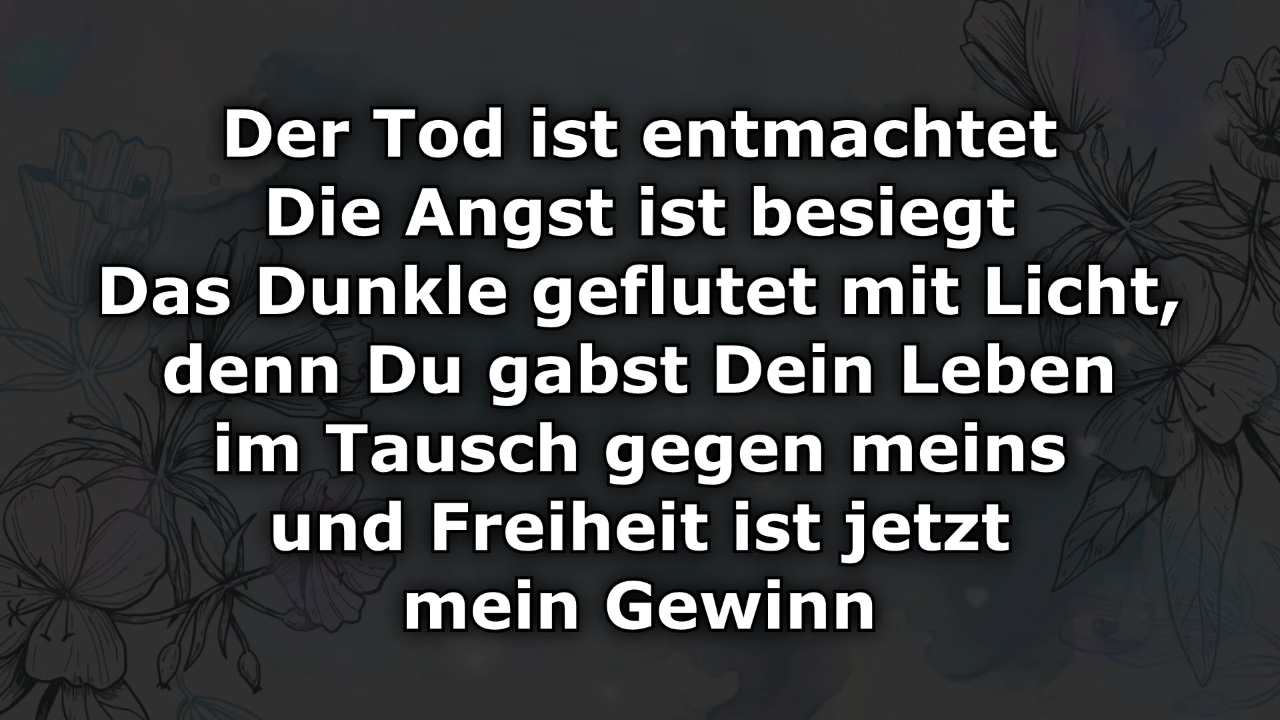 Der Tod ist entmachtet
Die Angst ist besiegt
Das Dunkle geflutet mit Licht,
denn Du gabst Dein Leben
im Tausch gegen meins
und Freiheit ist jetzt
mein Gewinn